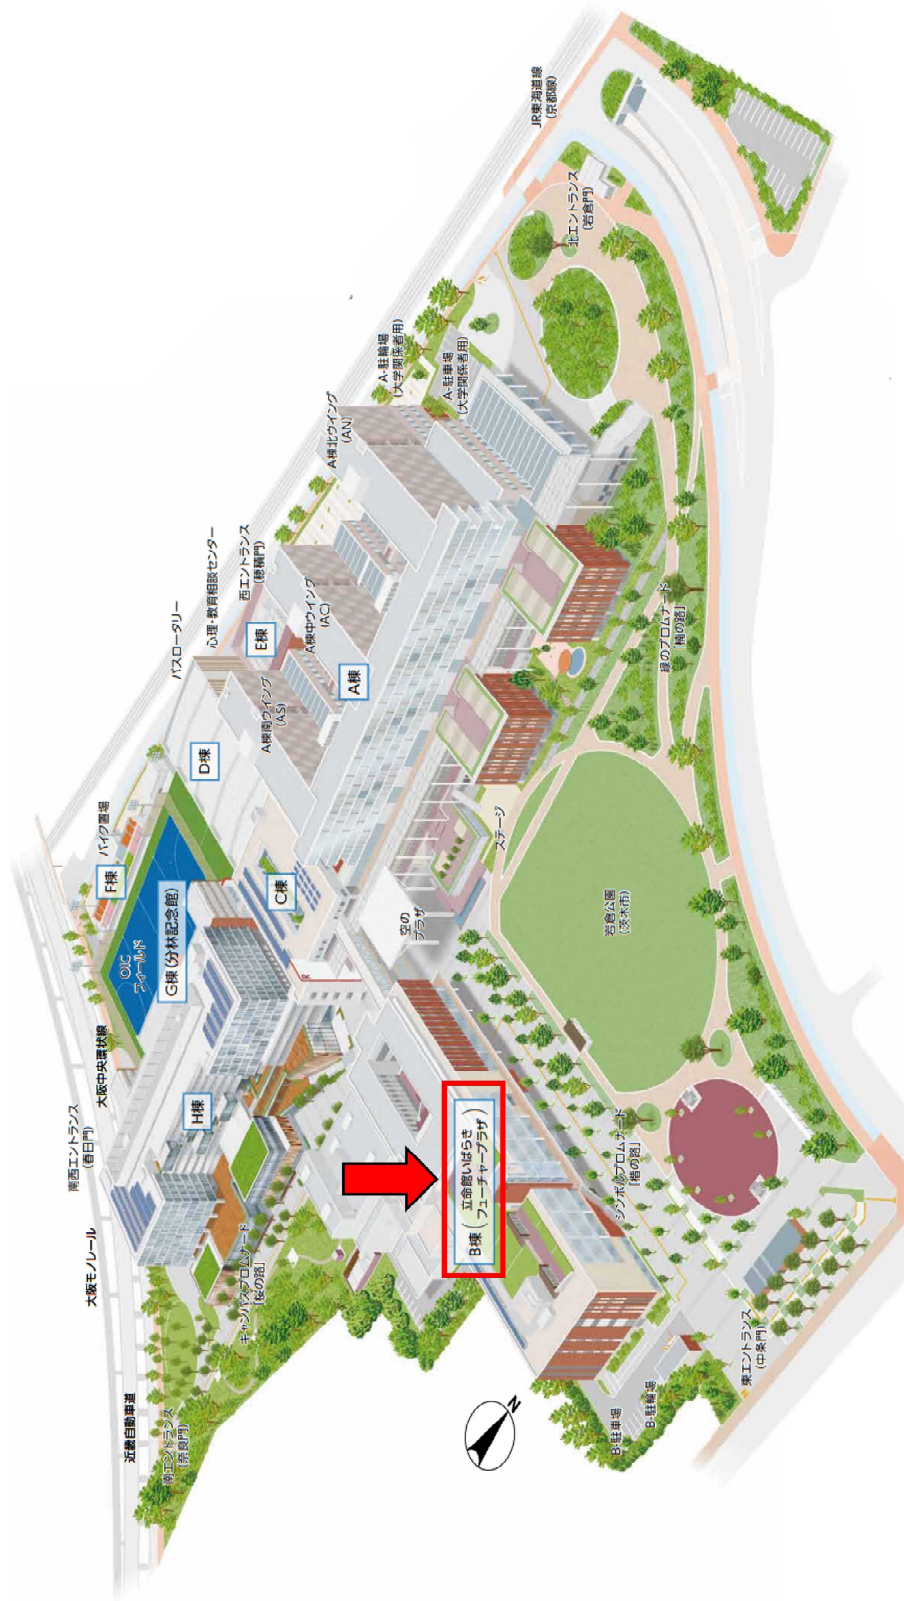 JR東海道線
(京都線)
北エントランス
(岩倉門)
A-駐輪場
(大学関係者用)
A-駐車場
(大学関係者用)
A棟北ウイング
(AN)
西エントランス
(穂積門)
心理・教育相談センター
バスロータリー
E棟
A棟中ウイング
(AC)
A棟
A棟南ウイング
(AS)
D棟
バイク置場
F棟
OIC
フィールド
G棟(分林記念館)
C棟
大阪中央環状線
H棟
南西エントランス
(春日門)
大阪モノレール
近畿自動車道
南エントランス
(奈良門)
キャンパスプロムナード
「桜の路」
空の
プラザ
ステージ
緑のプロムナード
「楠の路」
岩倉公園
(茨木市)
シンボルプロムナード
「楷の路」
B棟(立命館いばらき
フューチャープラザ)
東エントランス
(中条門)
B-駐車場
B-駐輪場
N
R